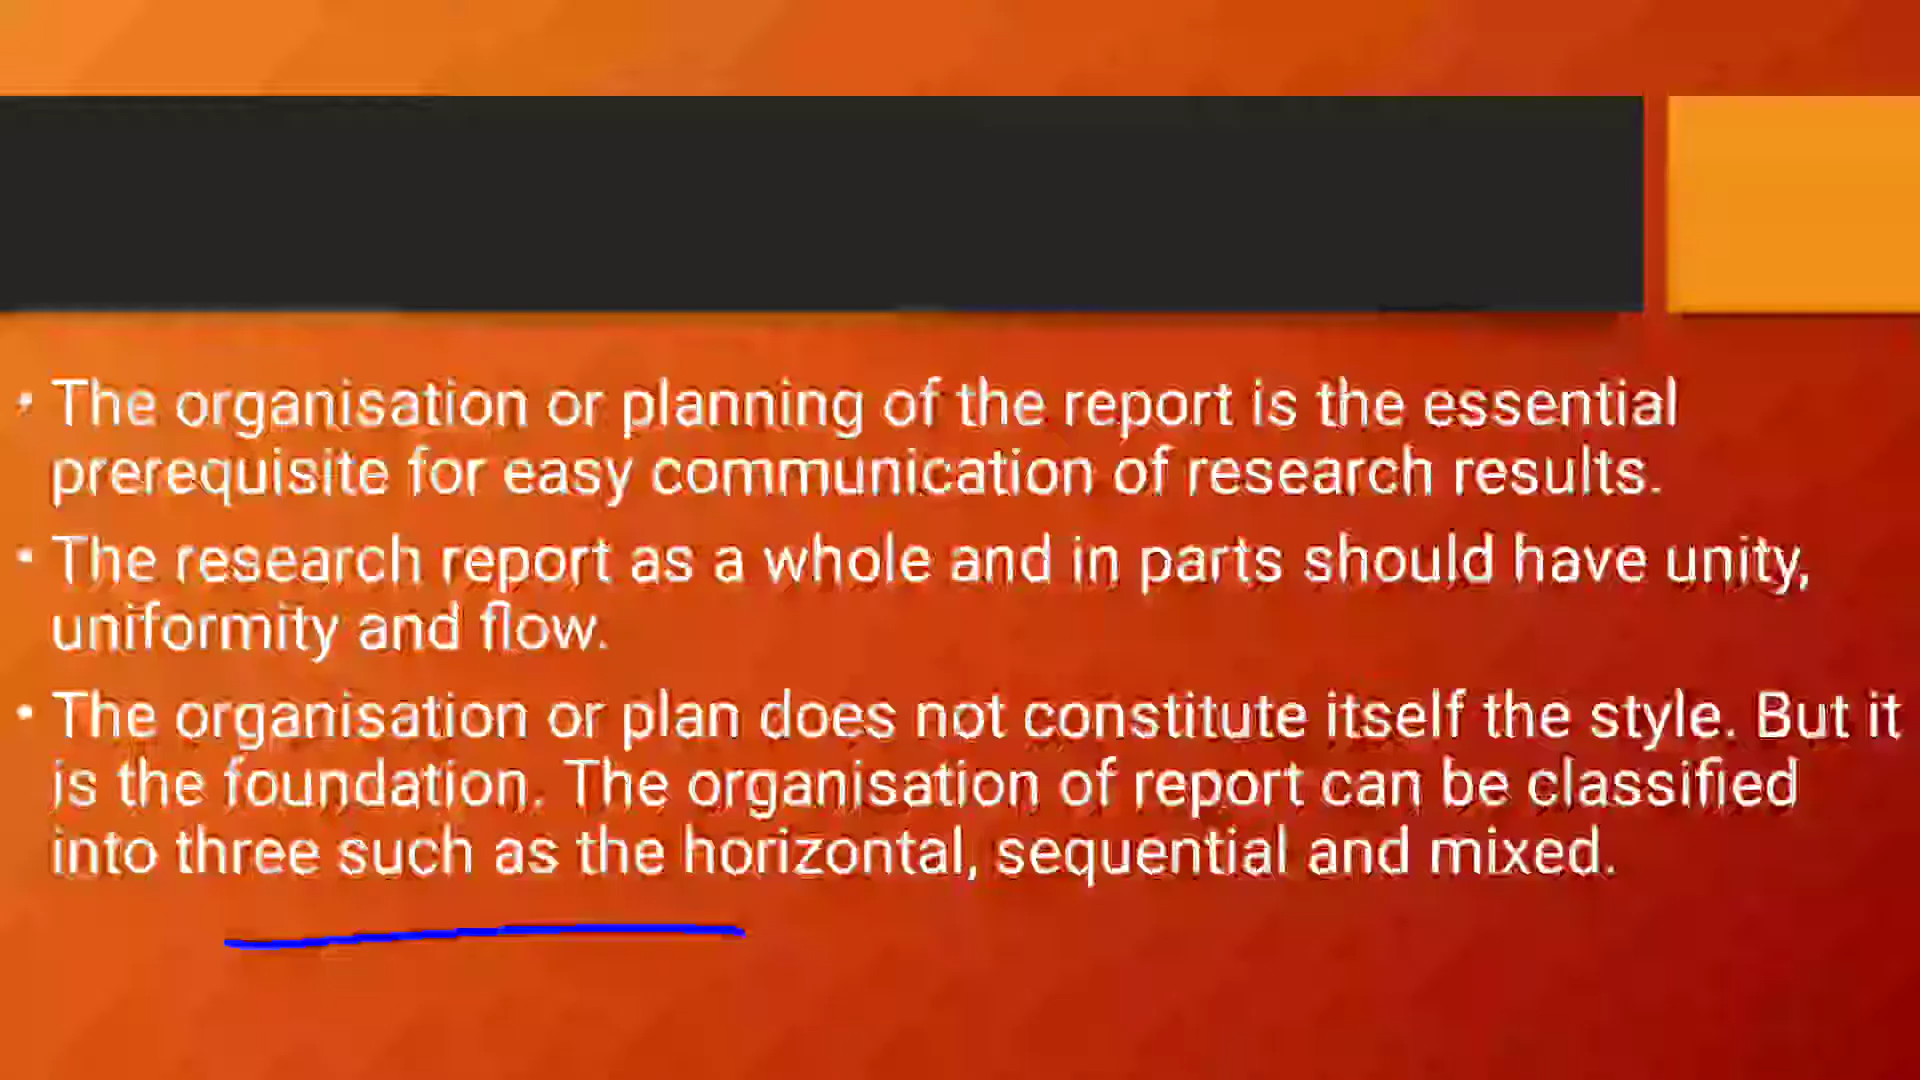 • The organisation or planning of the report is the essential
prerequisite for easy communication of research results.
• The research report as a whole and in parts should have unity,
uniformity and flow.
• The organisation or plan does not constitute itself the style. But it
is the foundation. The organisation of report can be classified
into three such as the horizontal, sequential and mixed.